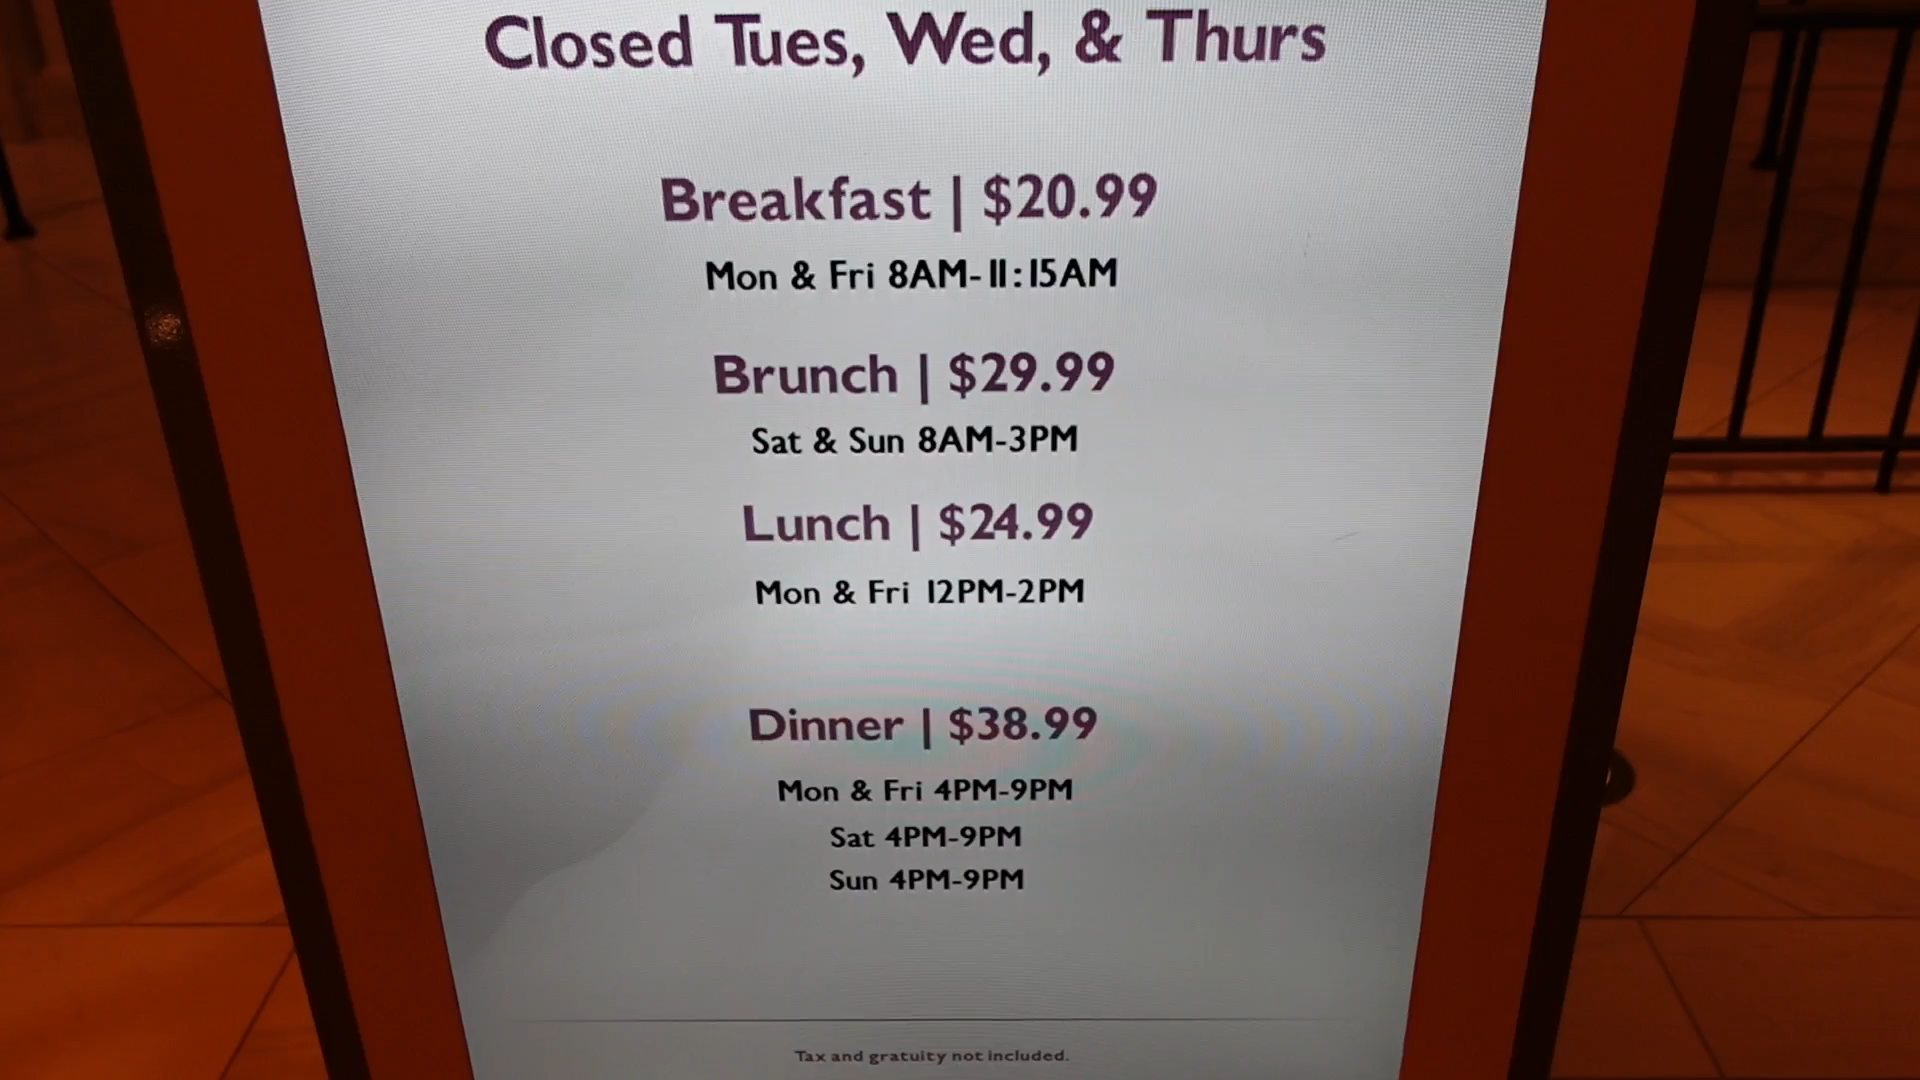 Closed Tues, Wed, & Thurs
Breakfast | $20.99
Mon & Fri 8AM-11:15AM
Brunch | $29.99
Sat & Sun 8AM-3PM
Lunch | $24.99
Mon & Fri 12PM-2PM
Dinner | $38.99
Mon & Fri 4PM-9PM
Sat 4PM-9PM
Sun 4PM-9PM
Tax and gratuity not included.